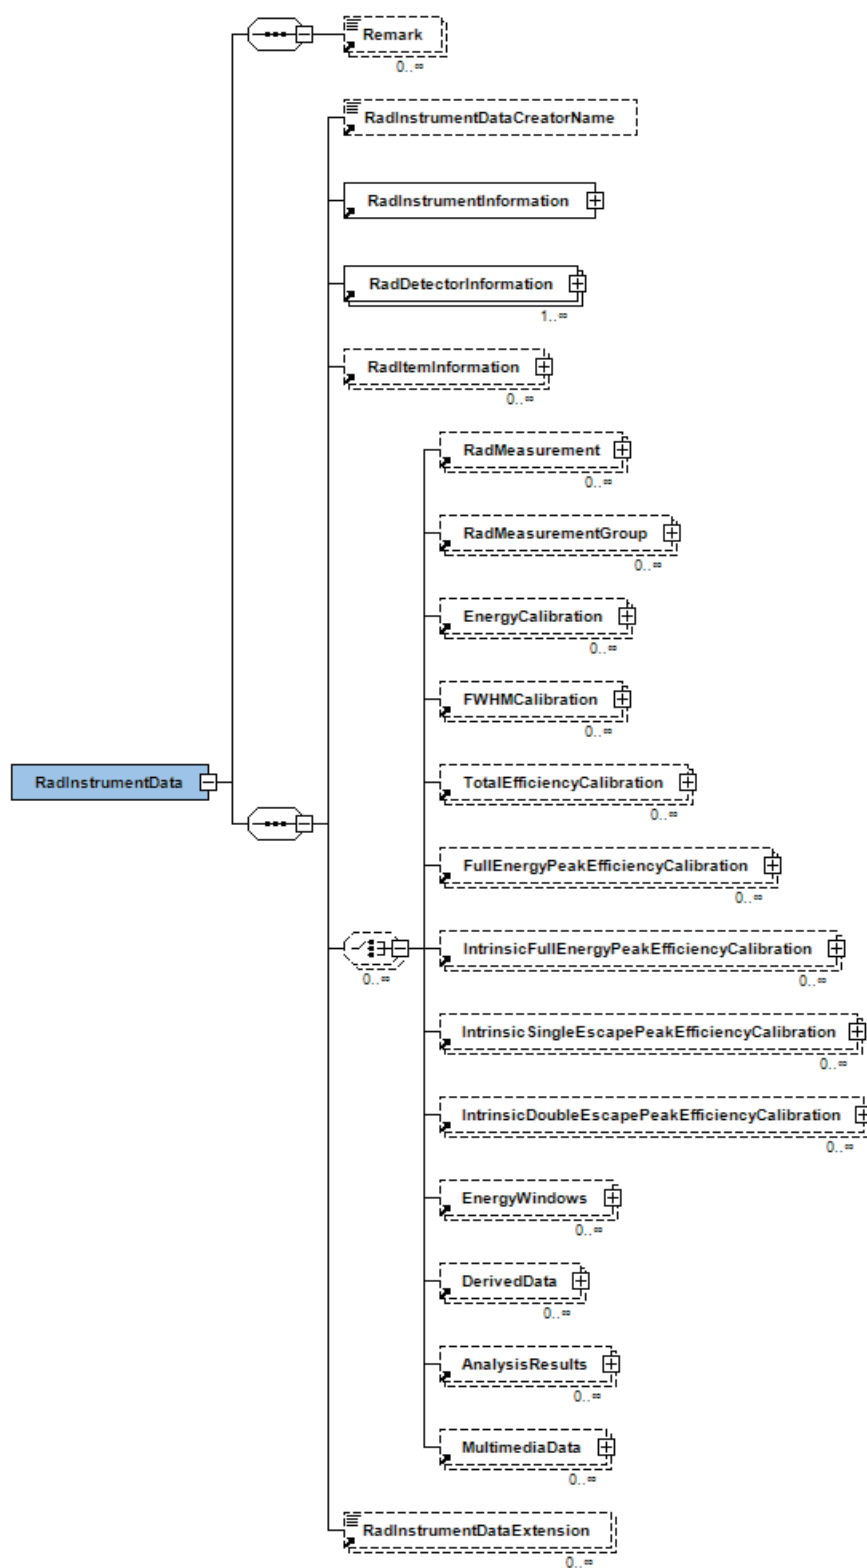 Remark
0..∞
RadInstrumentDataCreatorName
RadInstrumentInformation
RadDetectorInformation
1..∞
RadItemInformation
0..∞
RadMeasurement
0..∞
RadMeasurementGroup
0..∞
EnergyCalibration
0..∞
FWHMCalibration
0..∞
RadInstrumentData
TotalEfficiencyCalibration
0..∞
FullEnergyPeakEfficiencyCalibration
0..∞
IntrinsicFullEnergyPeakEfficiencyCalibration
0..∞
0..∞
IntrinsicSingleEscapePeakEfficiencyCalibration
0..∞
IntrinsicDoubleEscapePeakEfficiencyCalibration
0..∞
EnergyWindows
0..∞
DerivedData
0..∞
AnalysisResults
0..∞
MultimediaData
0..∞
RadInstrumentDataExtension
0..∞